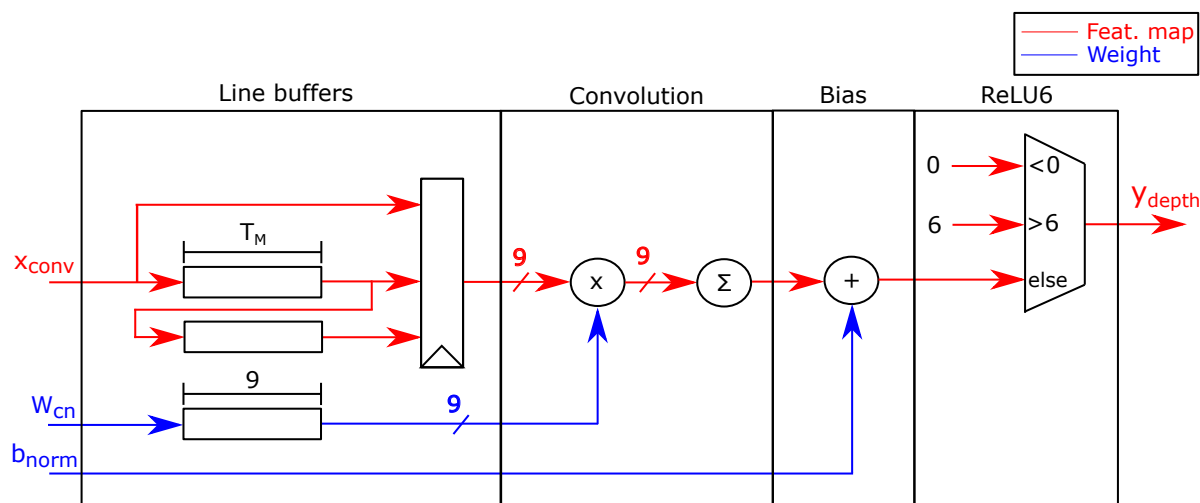 Feat. map
Weight
Line buffers Convolution Bias ReLU6
0 <0
T_M 9 9 6 >6 y_depth
x_conv x Σ + else
9 9
W_cn
b_norm